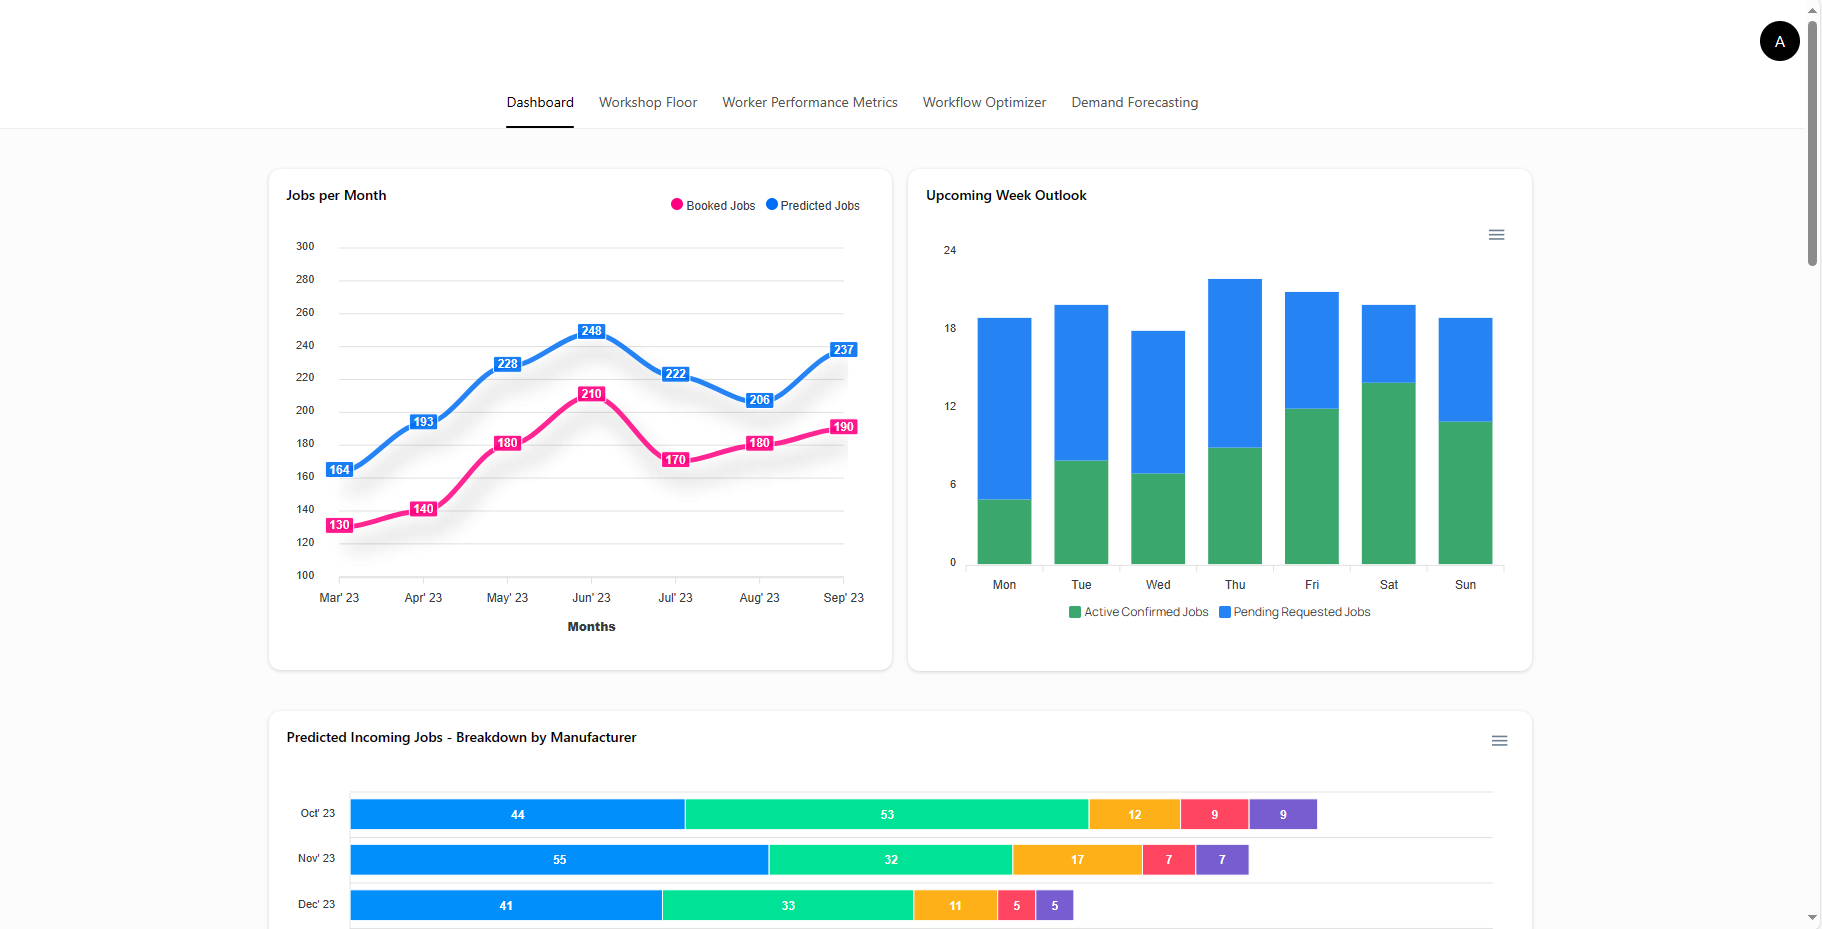 A
Dashboard Workshop Floor Worker Performance Metrics Workflow Optimizer Demand Forecasting
Jobs per Month
Booked Jobs Predicted Jobs
300
280
260
240
220
200
180
160
140
120
100
164 193 228 248 222 206 237
130 140 180 210 170 180 190
Mar' 23 Apr' 23 May' 23 Jun' 23 Jul' 23 Aug' 23 Sep' 23
Months
Upcoming Week Outlook
24
18
12
6
0
Mon Tue Wed Thu Fri Sat Sun
Active Confirmed Jobs Pending Requested Jobs
Predicted Incoming Jobs - Breakdown by Manufacturer
Oct' 23 44 53 12 9 9
Nov' 23 55 32 17 7 7
Dec' 23 41 33 11 5 5